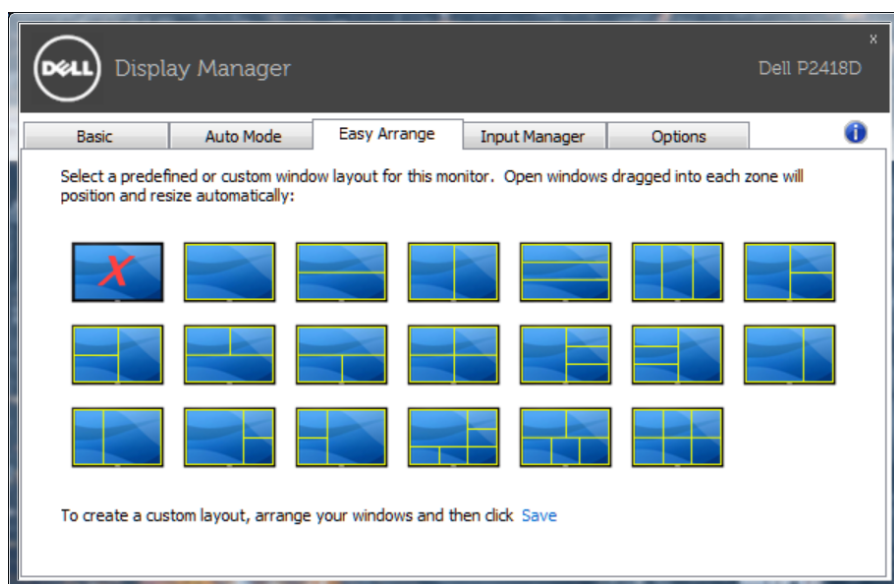 DELL Display Manager
x
Dell P2418D
Basic Auto Mode Easy Arrange Input Manager Options i
Select a predefined or custom window layout for this monitor. Open windows dragged into each zone will
position and resize automatically:
X
To create a custom layout, arrange your windows and then click Save